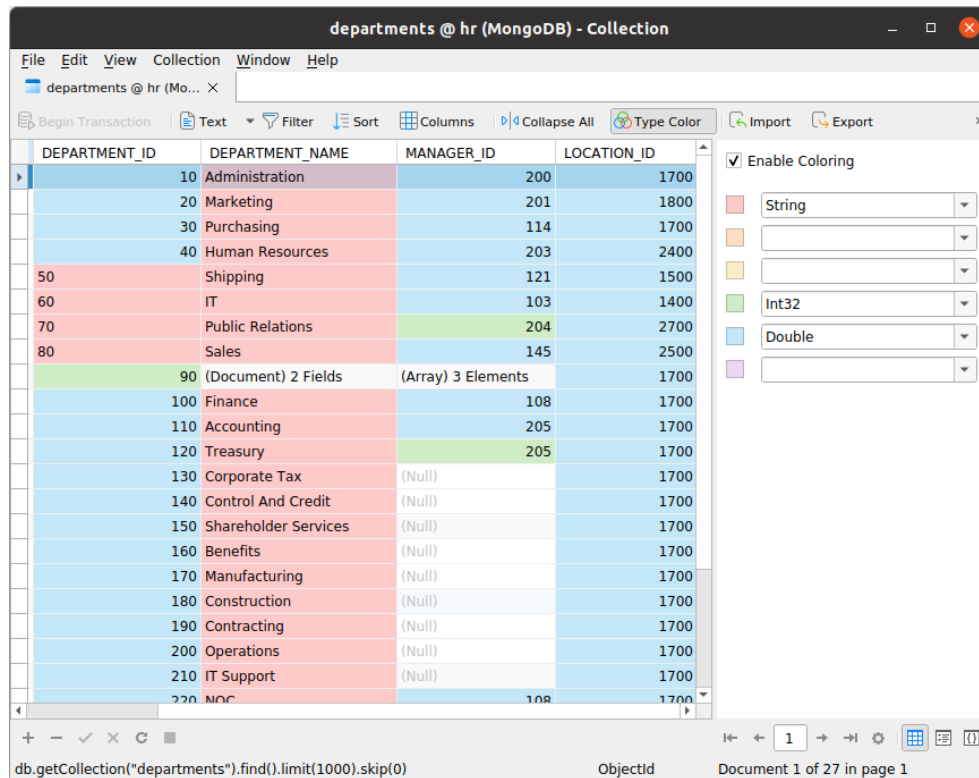 departments @ hr (MongoDB) - Collection
File Edit View Collection Window Help
departments @ hr (Mo...
Begin Transaction Text Filter Sort Columns Collapse All Type Color Import Export
DEPARTMENT_ID DEPARTMENT_NAME MANAGER_ID LOCATION_ID
Enable Coloring
10 Administration 200 1700
20 Marketing 201 1800
String
30 Purchasing 114 1700
40 Human Resources 203 2400
50 Shipping 121 1500
60 IT 103 1400
Int32
70 Public Relations 204 2700
Double
80 Sales 145 2500
90 (Document) 2 Fields (Array) 3 Elements 1700
100 Finance 108 1700
110 Accounting 205 1700
120 Treasury 205 1700
130 Corporate Tax (Null) 1700
140 Control And Credit (Null) 1700
150 Shareholder Services (Null) 1700
160 Benefits (Null) 1700
170 Manufacturing (Null) 1700
180 Construction (Null) 1700
190 Contracting (Null) 1700
200 Operations (Null) 1700
210 IT Support (Null) 1700
220 NOC 108 1700
1
db.getCollection("departments").find().limit(1000).skip(0) ObjectId Document 1 of 27 in page 1